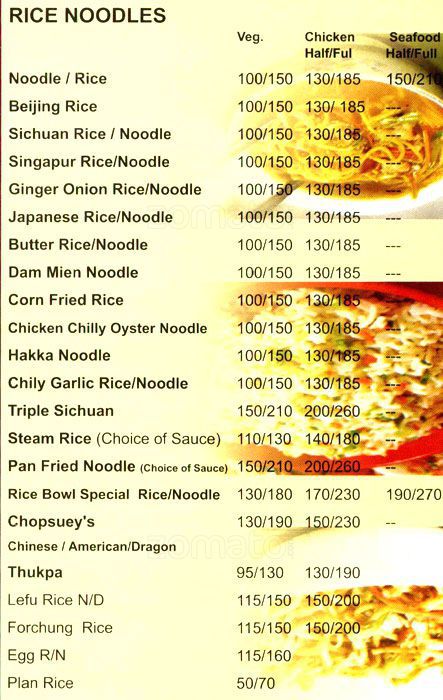 RICE NOODLES
Veg. Chicken Half/Ful Seafood Half/Full
Noodle / Rice 100/150 130/185 150/210
Beijing Rice 100/150 130/ 185 ---
Sichuan Rice / Noodle 100/150 130/185 ---
Singapur Rice/Noodle 100/150 130/185 ---
Ginger Onion Rice/Noodle 100/150 130/185 ---
Japanese Rice/Noodle 100/150 130/185 ---
Butter Rice/Noodle 100/150 130/185 ---
Dam Mien Noodle 100/150 130/185 ---
Corn Fried Rice 100/150 130/185 ---
Chicken Chilly Oyster Noodle 100/150 130/185 ---
Hakka Noodle 100/150 130/185 ---
Chily Garlic Rice/Noodle 100/150 130/185 ---
Triple Sichuan 150/210 200/260 ---
Steam Rice (Choice of Sauce) 110/130 140/180 ---
Pan Fried Noodle (Choice of Sauce) 150/210 200/260 ---
Rice Bowl Special Rice/Noodle 130/180 170/230 190/270
Chopsuey's 130/190 150/230 --
Chinese / American/Dragon
zomato
Thukpa 95/130 130/190
Lefu Rice N/D 115/150 150/200
Forchung Rice 115/150 150/200
Egg R/N 115/160
Plan Rice 50/70